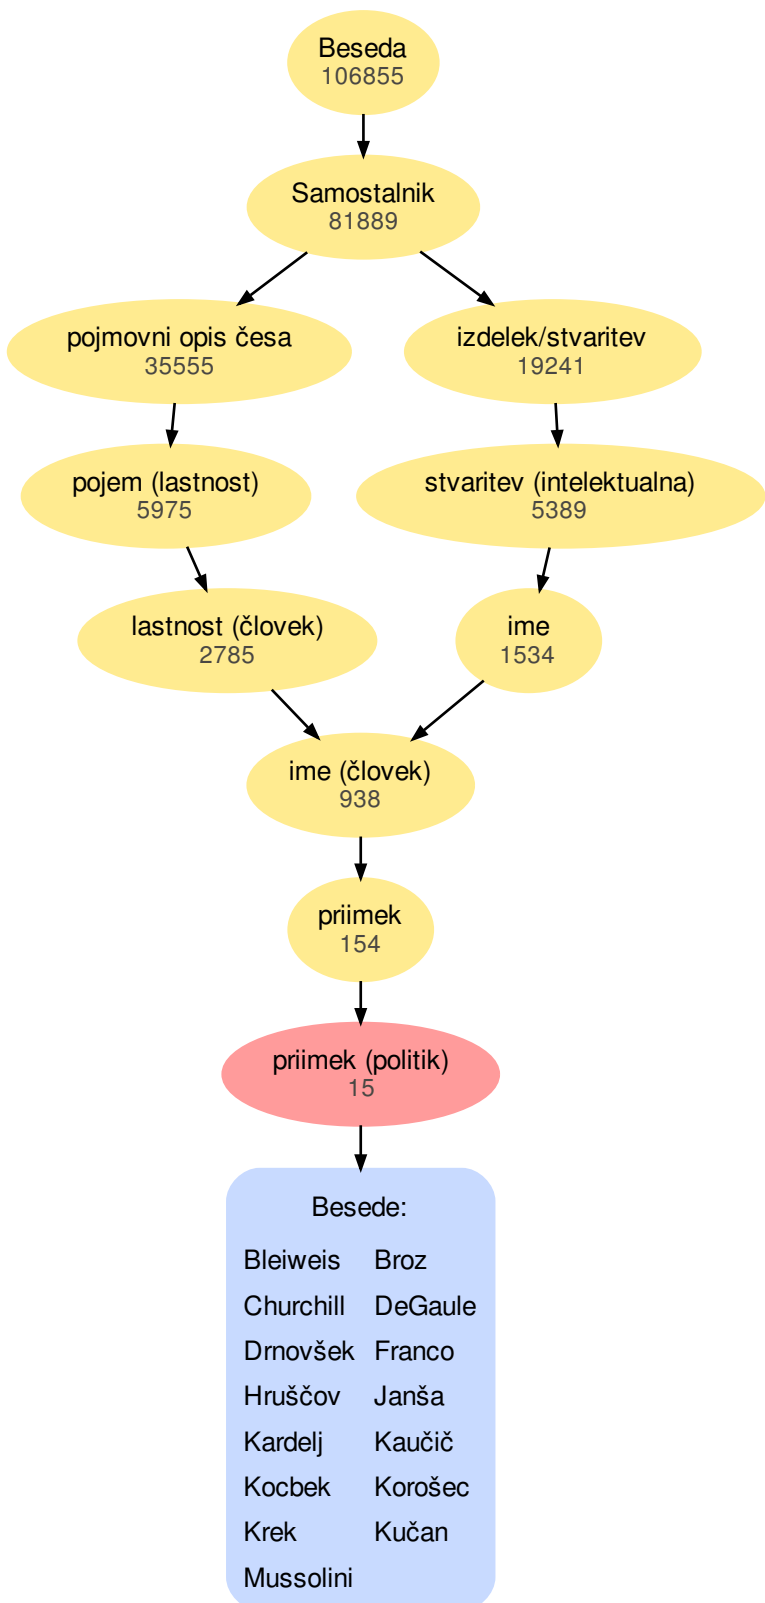 Beseda
106855
Samostalnik
81889
pojmovni opis česa
35555
izdelek/stvaritev
19241
pojem (lastnost)
5975
stvaritev (intelektualna)
5389
lastnost (človek)
2785
ime
1534
ime (človek)
938
priimek
154
priimek (politik)
15
Besede:
Bleiweis Broz
Churchill DeGaule
Drnovšek Franco
Hruščov Janša
Kardelj Kaučič
Kocbek Korošec
Krek Kučan
Mussolini